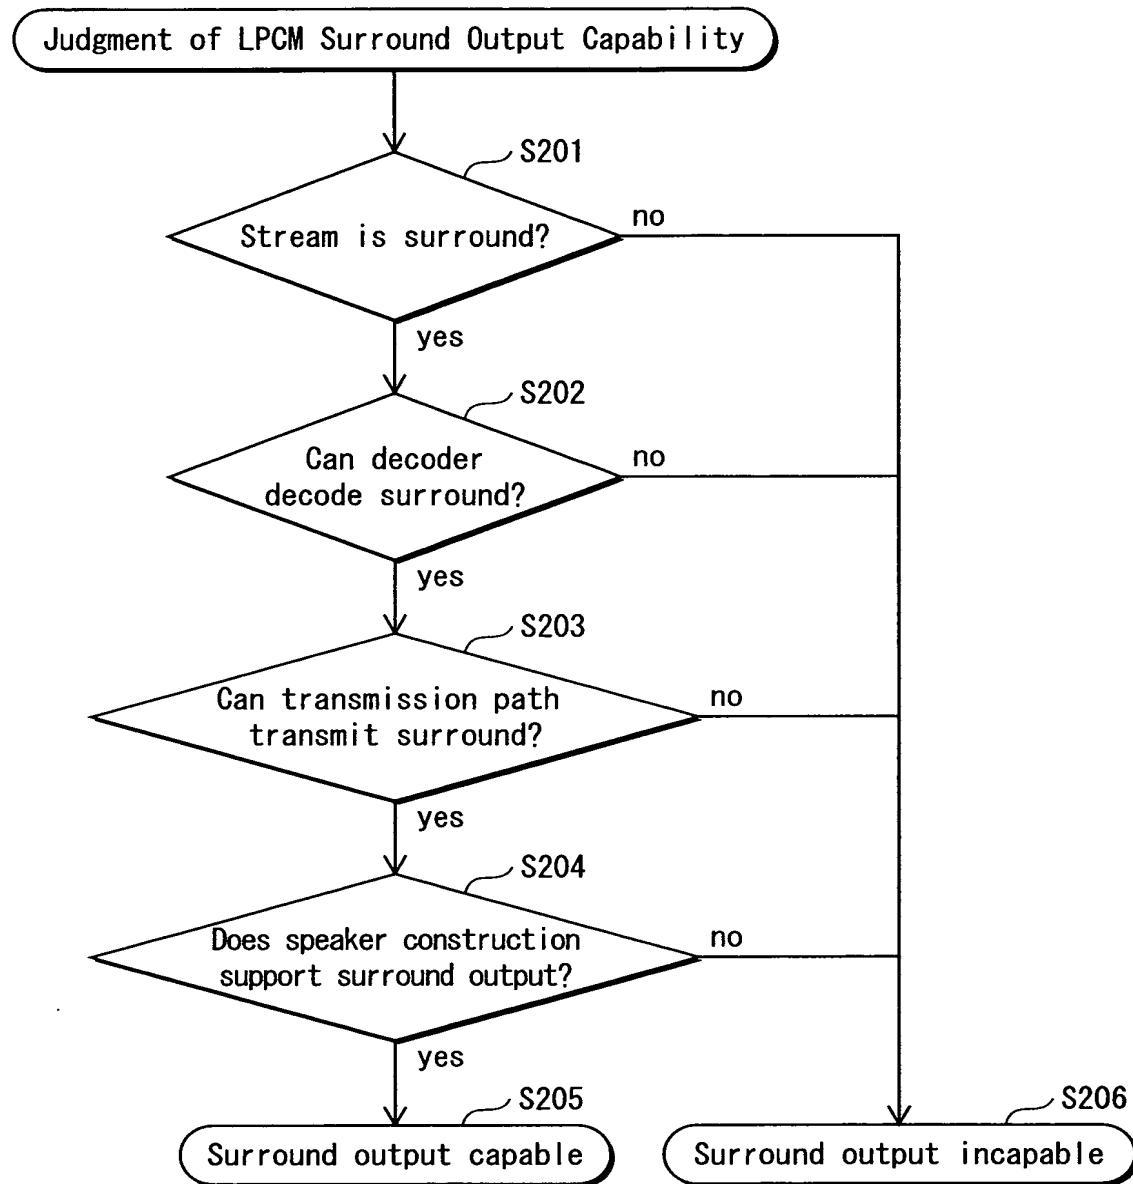 Judgment of LPCM Surround Output Capability
S201
Stream is surround?
no
yes
S202
Can decoder
decode surround?
no
yes
S203
Can transmission path
transmit surround?
no
yes
S204
Does speaker construction
support surround output?
no
yes
S205
Surround output capable
S206
Surround output incapable